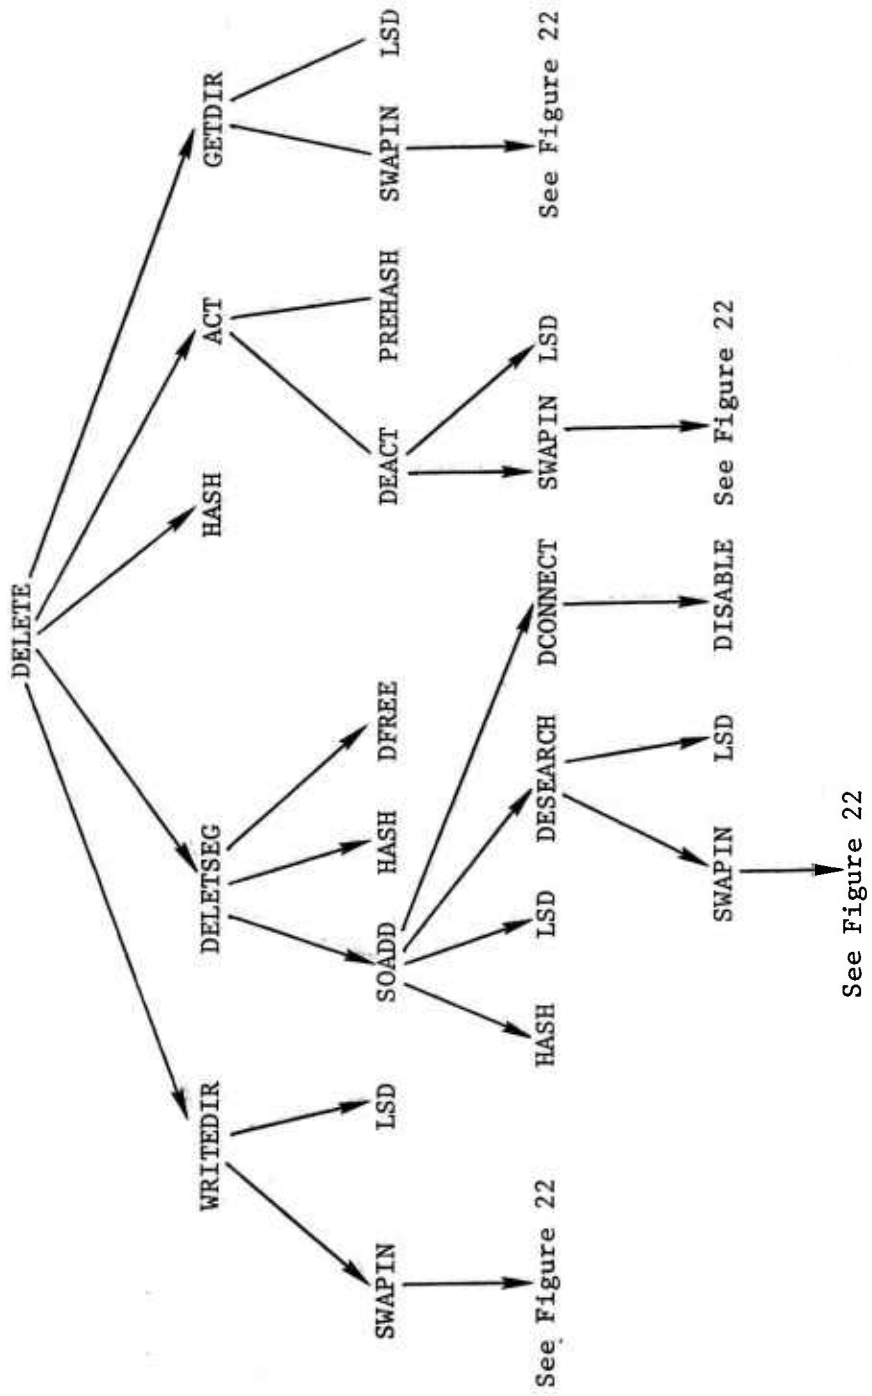 DELETE
WRITEDIR
DELETSEG
HASH
ACT
GETDIR
SWAPIN
LSD
SOADD
HASH
DFREE
DEACT
PREHASH
SWAPIN
LSD
See Figure 22
HASH
LSD
DESEARCH
DCONNECT
SWAPIN
LSD
See Figure 22
SWAPIN
LSD
DISABLE
See Figure 22
See Figure 22